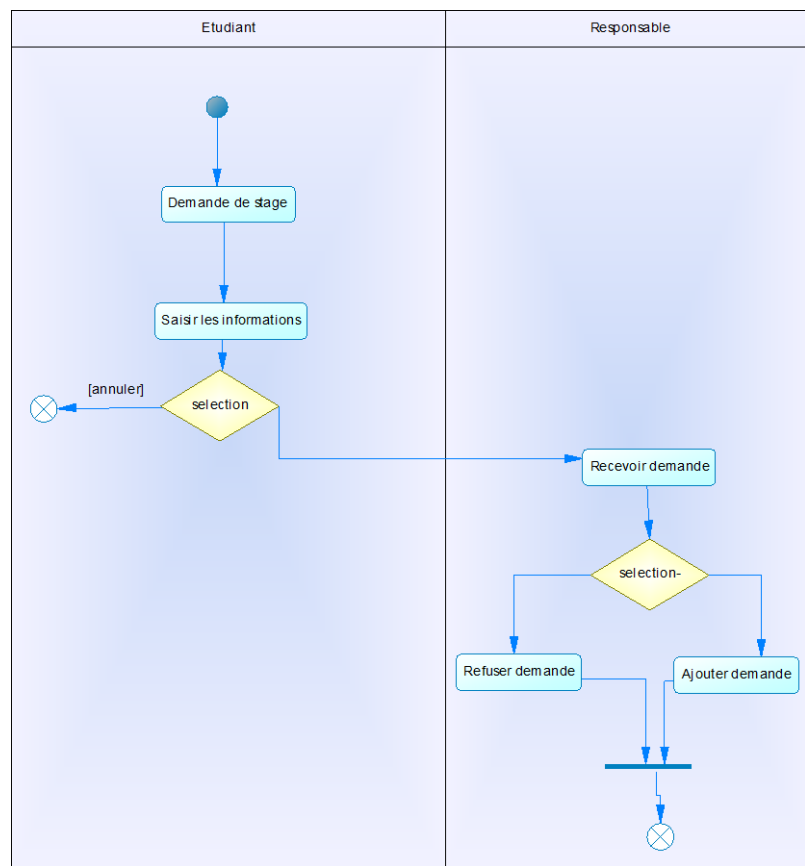 Etudiant
Responsable
Demande de stage
Saisir les informations
[annuler]
selection
Recevoir demande
selection-
Refuser demande
Ajouter demande